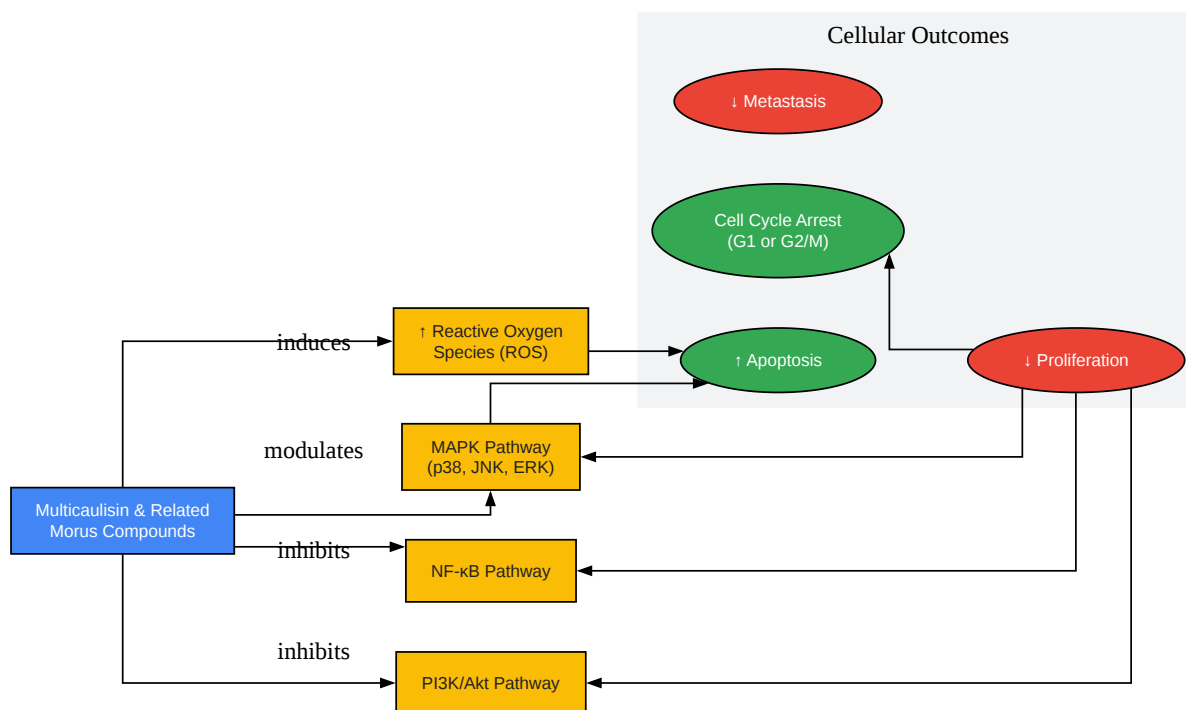 Cellular Outcomes
↓ Metastasis
Cell Cycle Arrest
(G1 or G2/M)
induces
↑ Reactive Oxygen
Species (ROS)
↑ Apoptosis
↓ Proliferation
modulates
MAPK Pathway
(p38, JNK, ERK)
Multicaulisin & Related
Morus Compounds
inhibits
NF-κB Pathway
inhibits
PI3K/Akt Pathway